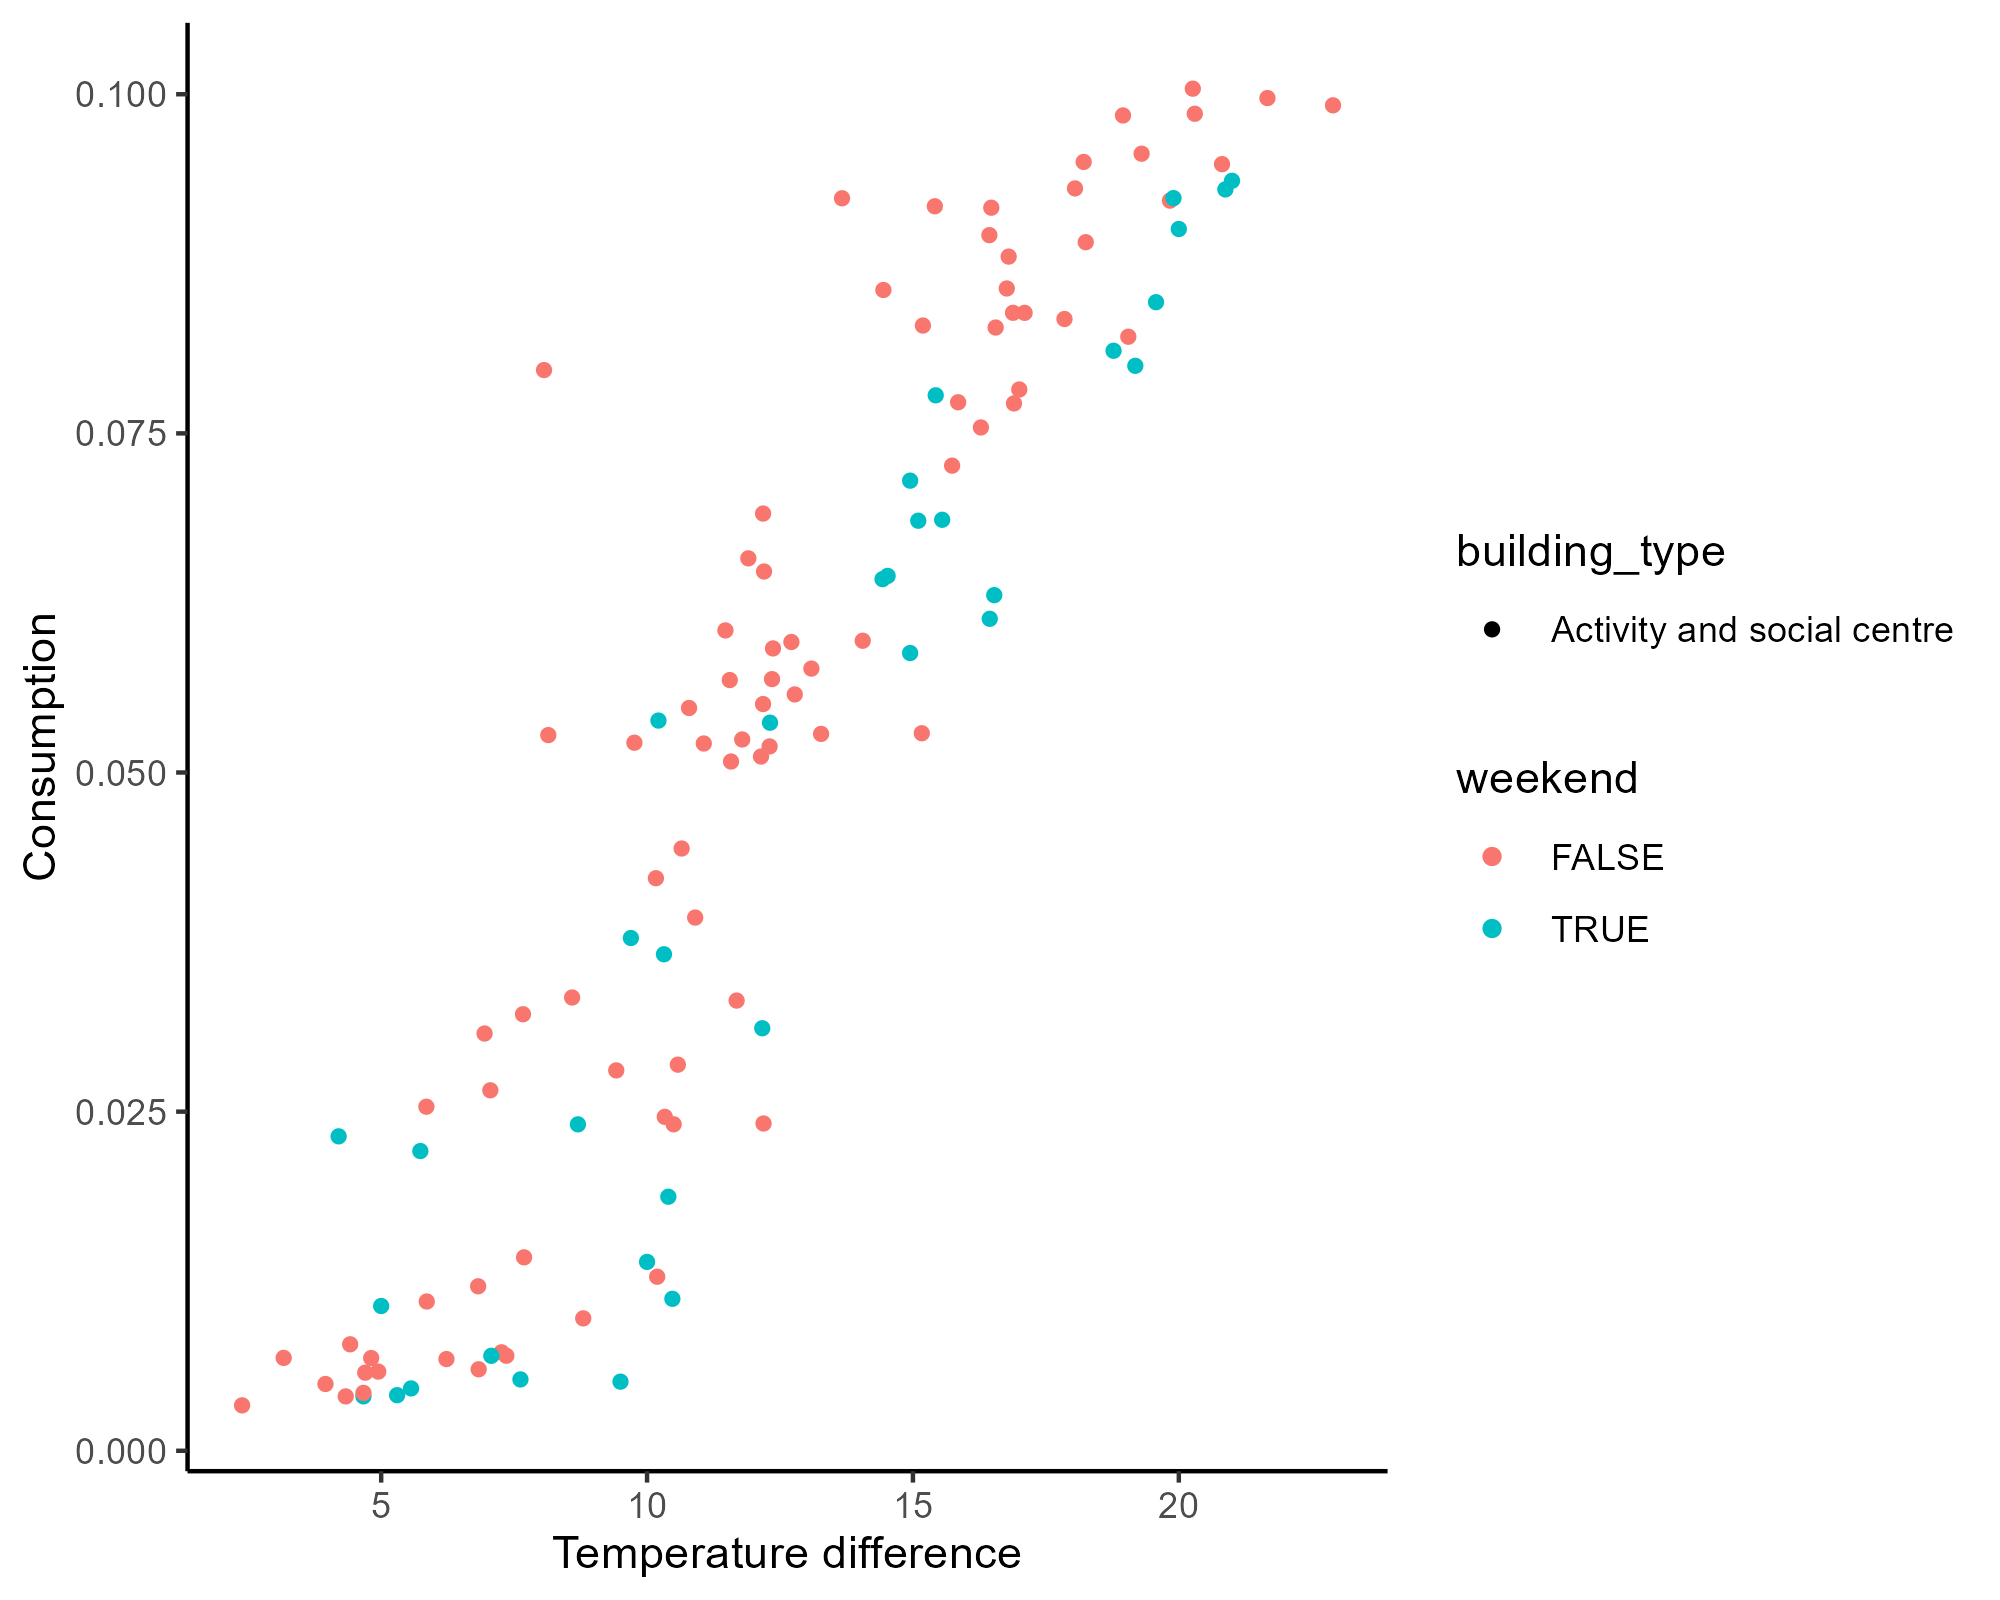 0.100
0.075
0.050
0.025
0.000
Consumption
5 10 15 20
Temperature difference
building_type
Activity and social centre
weekend
FALSE
TRUE